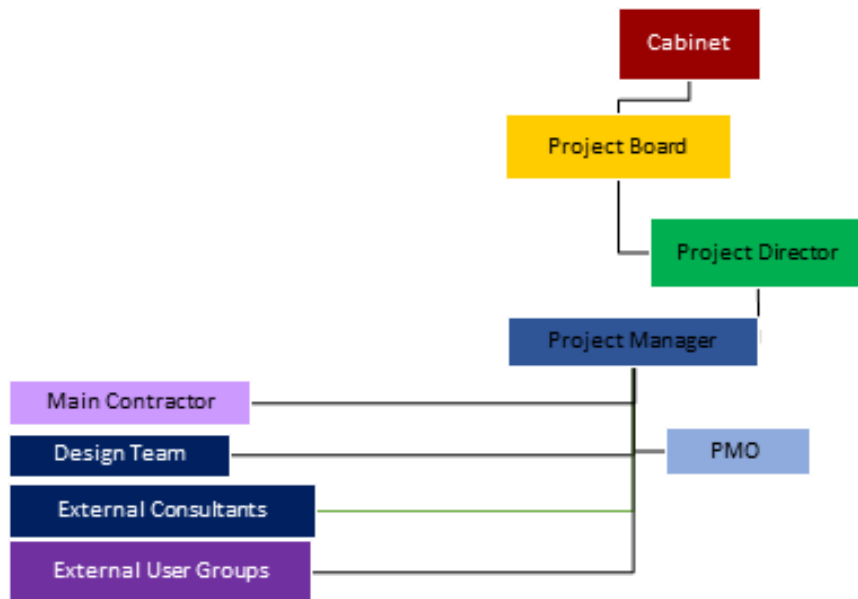 Cabinet
Project Board
Project Director
Project Manager
Main Contractor
Design Team
PMO
External Consultants
External User Groups